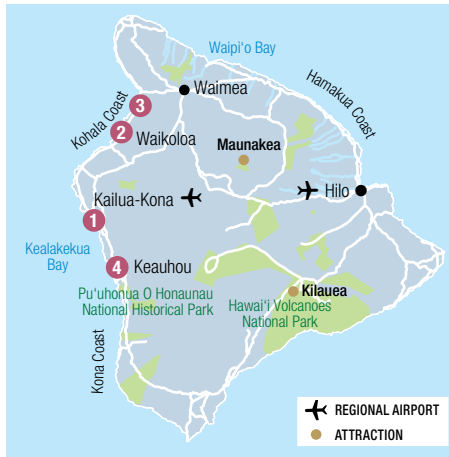 Waipi'o Bay
Waimea
Hamakua Coast
Kohala Coast
3
2
Waikoloa
Maunakea
Kailua-Kona
Hilo
1
Kealakekua
Bay
4
Keauhou
Pu'uhonua O Honaunau
National Historical Park
Kilauea
Hawai'i Volcanoes
National Park
Kona Coast
REGIONAL AIRPORT
ATTRACTION